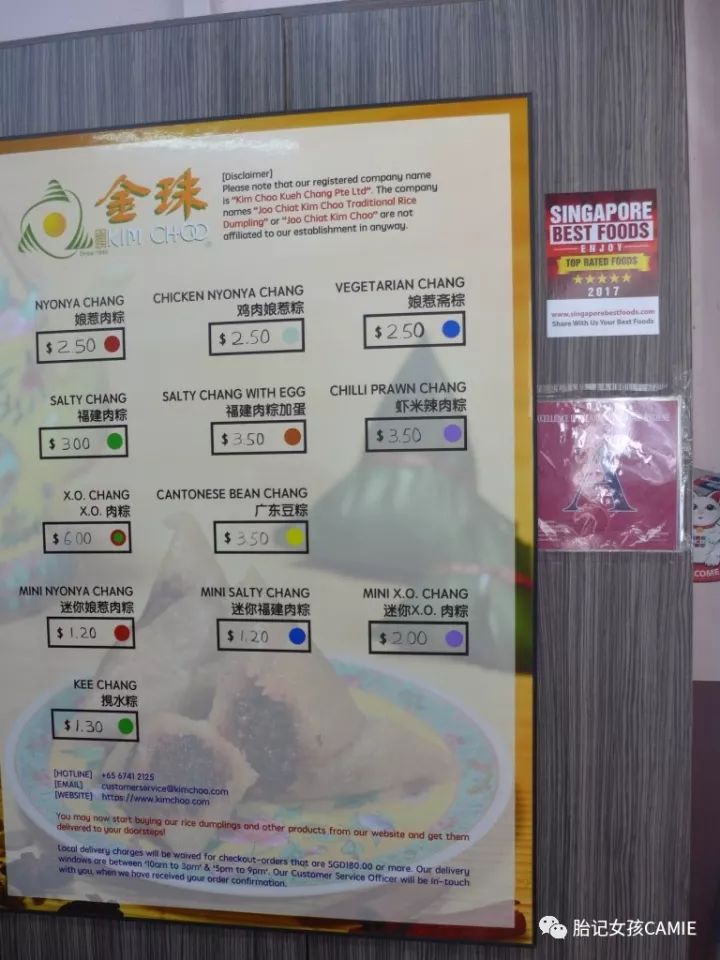 [Disclaimer]
Please note that our registered company name
is "Kim Choo Kueh Chang Pte Ltd". The company
names "Joo Chiat Kim Choo Traditional Rice
Dumpling" or "Joo Chiat Kim Choo" are not
affiliated to our establishment in anyway.
金珠
KIM CHOO
NYONYA CHANG
娘惹肉粽
$ 2.50
CHICKEN NYONYA CHANG
鸡肉娘惹粽
$ 2.50
VEGETARIAN CHANG
娘惹斋棕
$ 2.50
SALTY CHANG
福建肉粽
$ 3.00
SALTY CHANG WITH EGG
福建肉粽加蛋
$ 3.50
CHILLI PRAWN CHANG
虾米辣肉粽
$ 3.50
X.O. CHANG
X.O. 肉粽
$ 6.00
CANTONESE BEAN CHANG
广东豆粽
$ 3.50
MINI NYONYA CHANG
迷你娘惹肉粽
$ 1.20
MINI SALTY CHANG
迷你福建肉粽
$ 1.20
MINI X.O. CHANG
迷你X.O. 肉粽
$ 2.00
KEE CHANG
挸水粽
$ 1.30
[HOTLINE] +65 6741 2125
[EMAIL] customerservice@kimchoo.com
[WEBSITE] https://www.kimchoo.com
You may now start buying our rice dumplings and other products from our website and get them
delivered to your doorsteps!
Local delivery charges will be waived for checkout-orders that are SGD180.00 or more. Our delivery
windows are between '10am to 3pm' & '5pm to 9pm'. Our Customer Service Officer will be in-touch
with you, when we have received your order confirmation.
SINGAPORE
BEST FOODS
ENJOY
TOP RATED FOODS
2017
www.singaporebestfoods.com
Share With Us Your Best Foods
A
COME
胎记女孩CAMIE